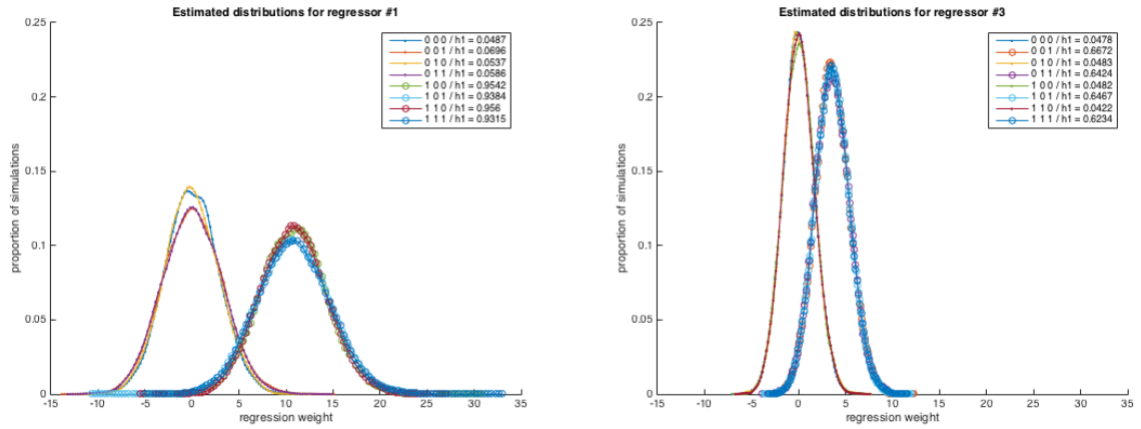 Estimated distributions for regressor #1
0.25
0.2
0.15
0.1
0.05
0
-15
-10
-5
0
5
10
15
20
25
30
35
proportion of simulations
regression weight
0 0 0 / h1 = 0.0487
0 0 1 / h1 = 0.0696
0 1 0 / h1 = 0.0537
0 1 1 / h1 = 0.0586
1 0 0 / h1 = 0.9542
1 0 1 / h1 = 0.9384
1 1 0 / h1 = 0.956
1 1 1 / h1 = 0.9315
Estimated distributions for regressor #3
0.25
0.2
0.15
0.1
0.05
0
-15
-10
-5
0
5
10
15
20
25
30
35
proportion of simulations
regression weight
0 0 0 / h1 = 0.0478
0 0 1 / h1 = 0.6672
0 1 0 / h1 = 0.0483
0 1 1 / h1 = 0.6424
1 0 0 / h1 = 0.0482
1 0 1 / h1 = 0.6467
1 1 0 / h1 = 0.0422
1 1 1 / h1 = 0.6234